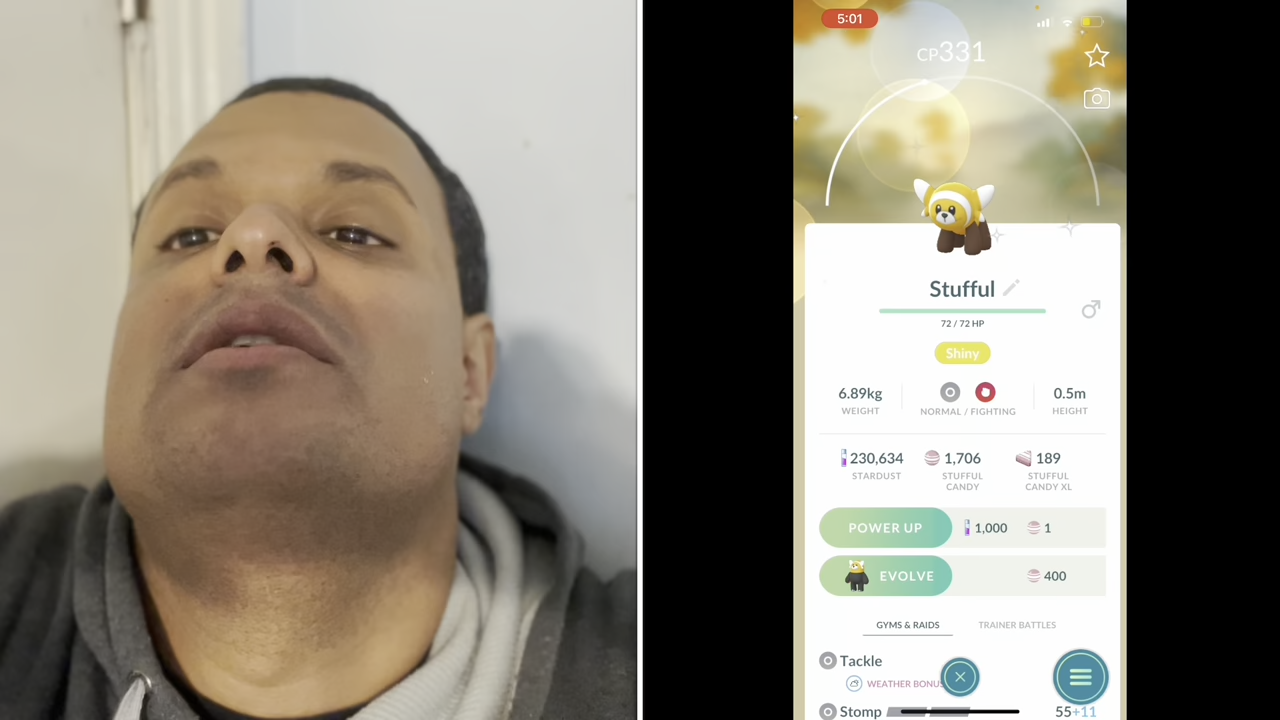 5:01
CP331
Stufful
72 / 72 HP
Shiny
6.89kg
WEIGHT
NORMAL / FIGHTING
0.5m
HEIGHT
230,634
STARDUST
1,706
STUFFUL
CANDY
189
STUFFUL
CANDY XL
POWER UP
1,000
1
EVOLVE
400
GYMS & RAIDS
TRAINER BATTLES
Tackle
WEATHER BONUS
Stomp
55+11